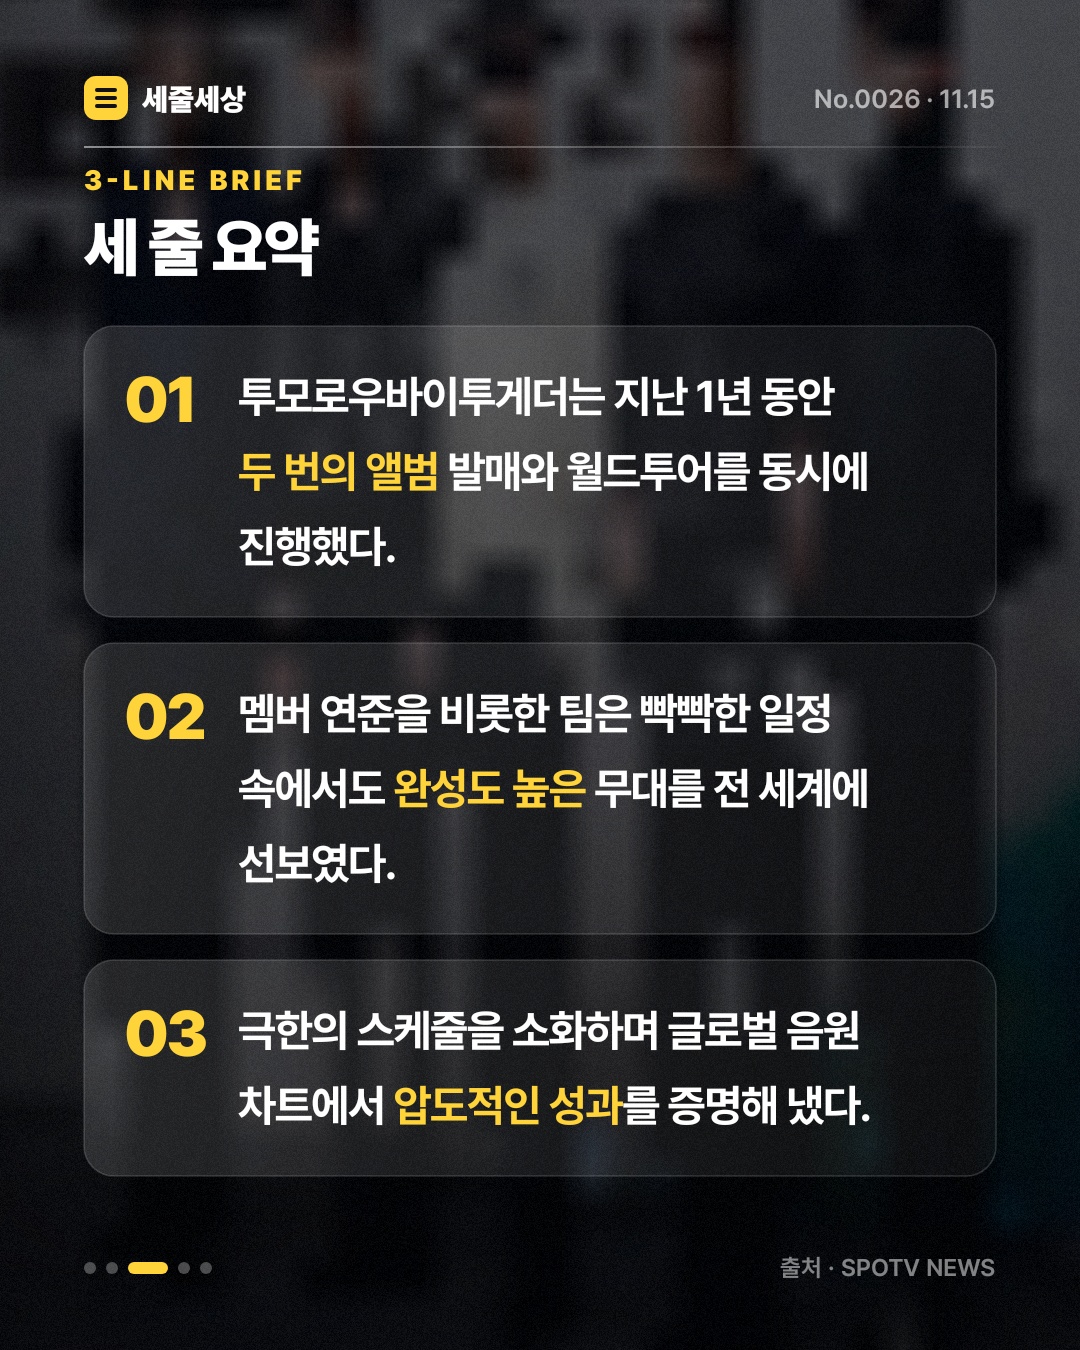 세줄세상
No.0026 · 11.15
3-LINE BRIEF
세 줄 요약
01
투모로우바이투게더는 지난 1년 동안
두 번의 앨범 발매와 월드투어를 동시에
진행했다.
02
멤버 연준을 비롯한 팀은 빡빡한 일정
속에서도 완성도 높은 무대를 전 세계에
선보였다.
03
극한의 스케줄을 소화하며 글로벌 음원
차트에서 압도적인 성과를 증명해 냈다.
출처 · SPOTV NEWS